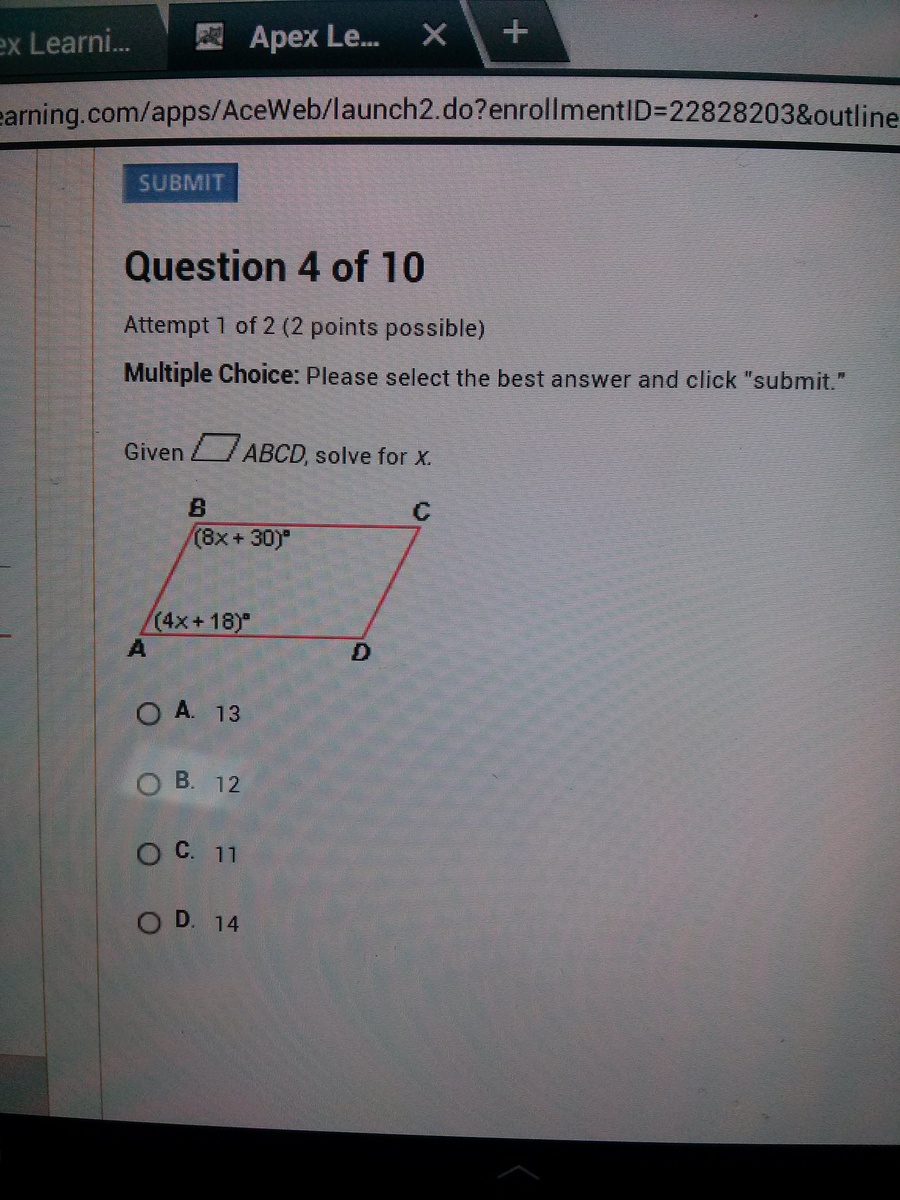 ex Learni...
Apex Le...
earning.com/apps/AceWeb/launch2.do?enrollmentID=22828203&outline
SUBMIT
Question 4 of 10
Attempt 1 of 2 (2 points possible)
Multiple Choice: Please select the best answer and click "submit."
Given ▱ ABCD, solve for x.
B
C
(8x + 30)°
(4x + 18)°
A
D
A. 13
B. 12
C. 11
D. 14